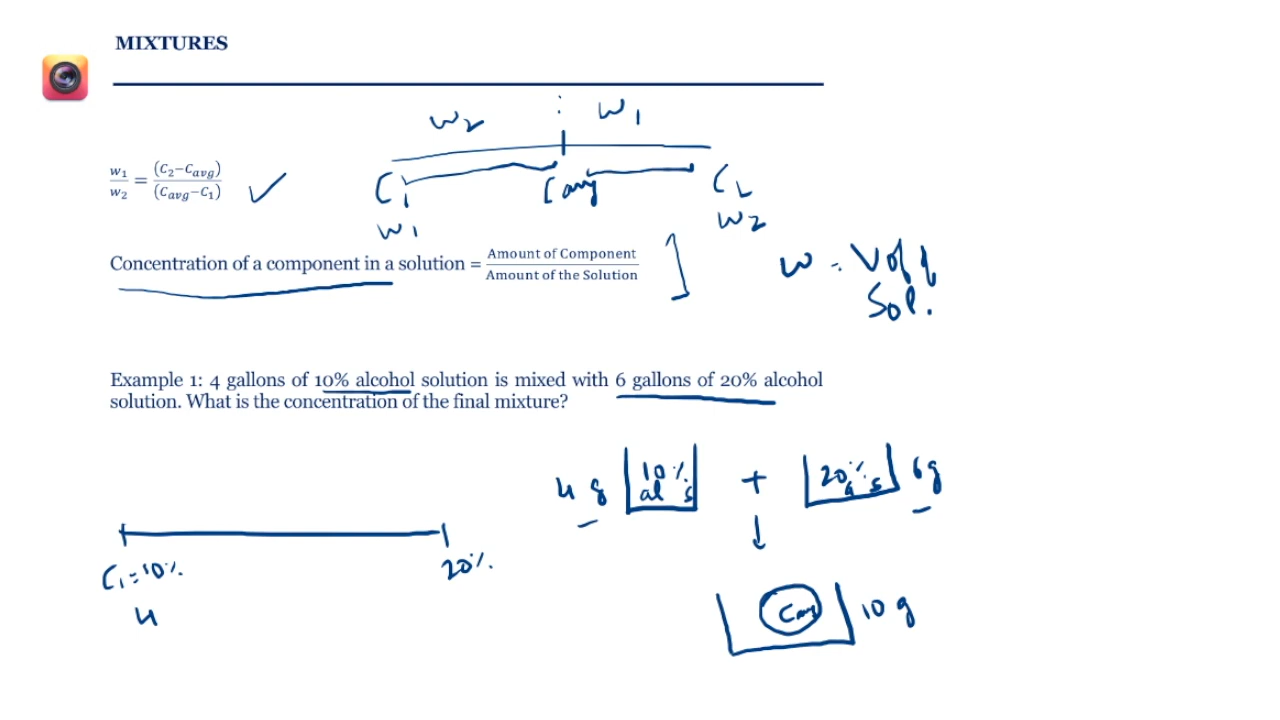 MIXTURES
w2 : w1
w1/w2 = (C2−Cavg)/(Cavg−C1)
C1 Cavg C2
w1 w2
Concentration of a component in a solution = Amount of Component/Amount of the Solution
w = Vol of
Sol.
Example 1: 4 gallons of 10% alcohol solution is mixed with 6 gallons of 20% alcohol
solution. What is the concentration of the final mixture?
4 g 10% al s + 20% a s 6g
C1=10% 20%
4
Cavg 10 g